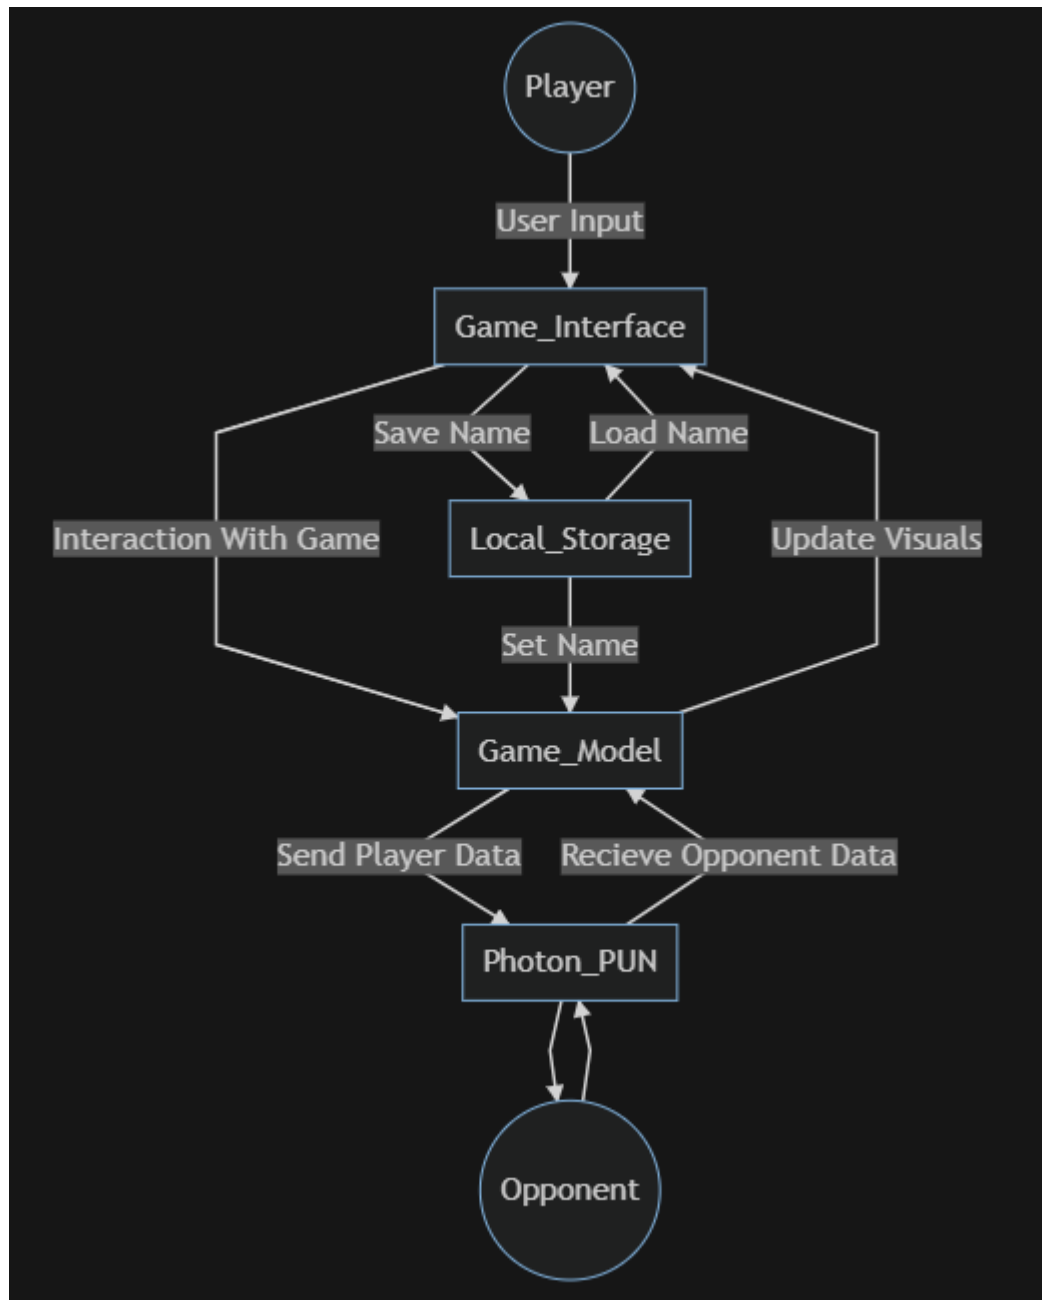 Player
User Input
Game_Interface
Save Name
Load Name
Interaction With Game
Local_Storage
Update Visuals
Set Name
Game_Model
Send Player Data
Recieve Opponent Data
Photon_PUN
Opponent